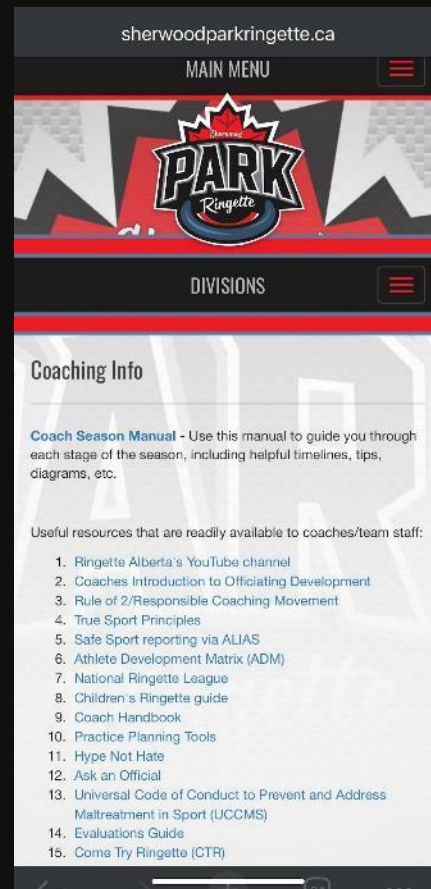 sherwoodparkringette.ca
MAIN MENU
Sherwood
PARK
Ringette
DIVISIONS
Coaching Info
Coach Season Manual - Use this manual to guide you through
each stage of the season, including helpful timelines, tips,
diagrams, etc.
Useful resources that are readily available to coaches/team staff:
1. Ringette Alberta's YouTube channel
2. Coaches Introduction to Officiating Development
3. Rule of 2/Responsible Coaching Movement
4. True Sport Principles
5. Safe Sport reporting via ALIAS
6. Athlete Development Matrix (ADM)
7. National Ringette League
8. Children's Ringette guide
9. Coach Handbook
10. Practice Planning Tools
11. Hype Not Hate
12. Ask an Official
13. Universal Code of Conduct to Prevent and Address
Maltreatment in Sport (UCCMS)
14. Evaluations Guide
15. Come Try Ringette (CTR)